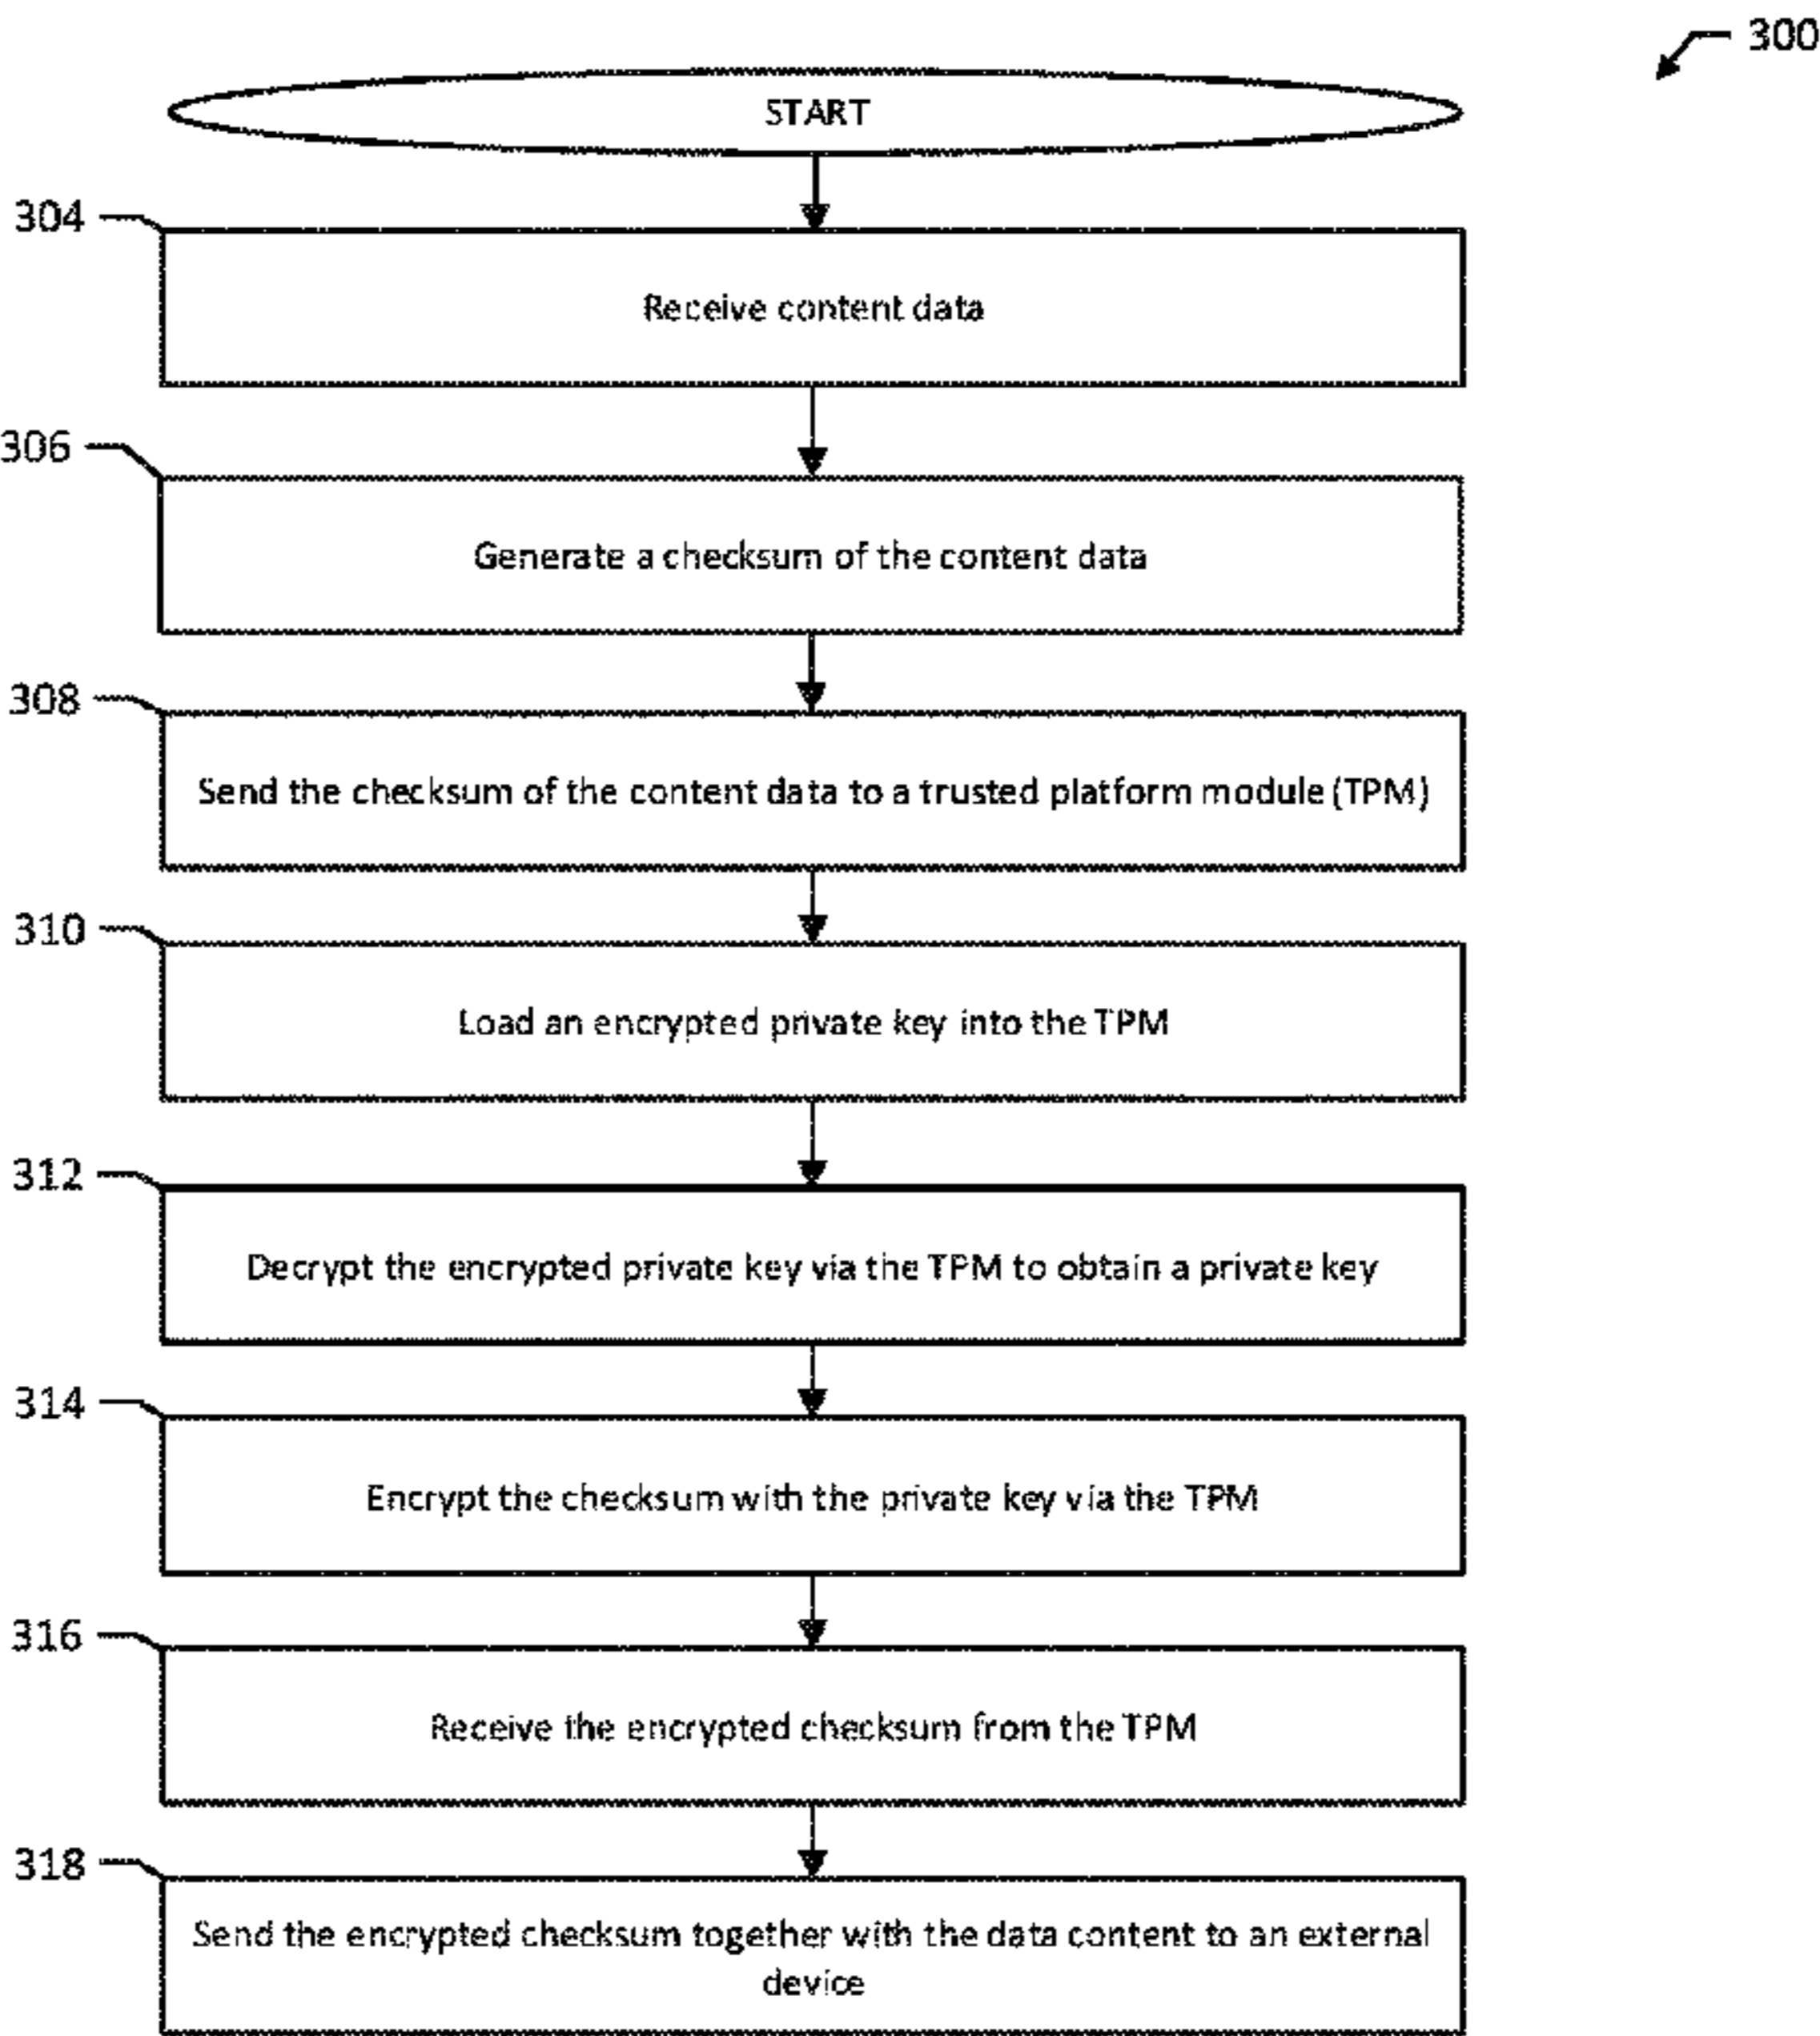 300
START
304
Receive content data
306
Generate a checksum of the content data
308
Send the checksum of the content data to a trusted platform module (TPM)
310
Load an encrypted private key into the TPM
312
Decrypt the encrypted private key via the TPM to obtain a private key
314
Encrypt the checksum with the private key via the TPM
316
Receive the encrypted checksum from the TPM
318
Send the encrypted checksum together with the data content to an external
device